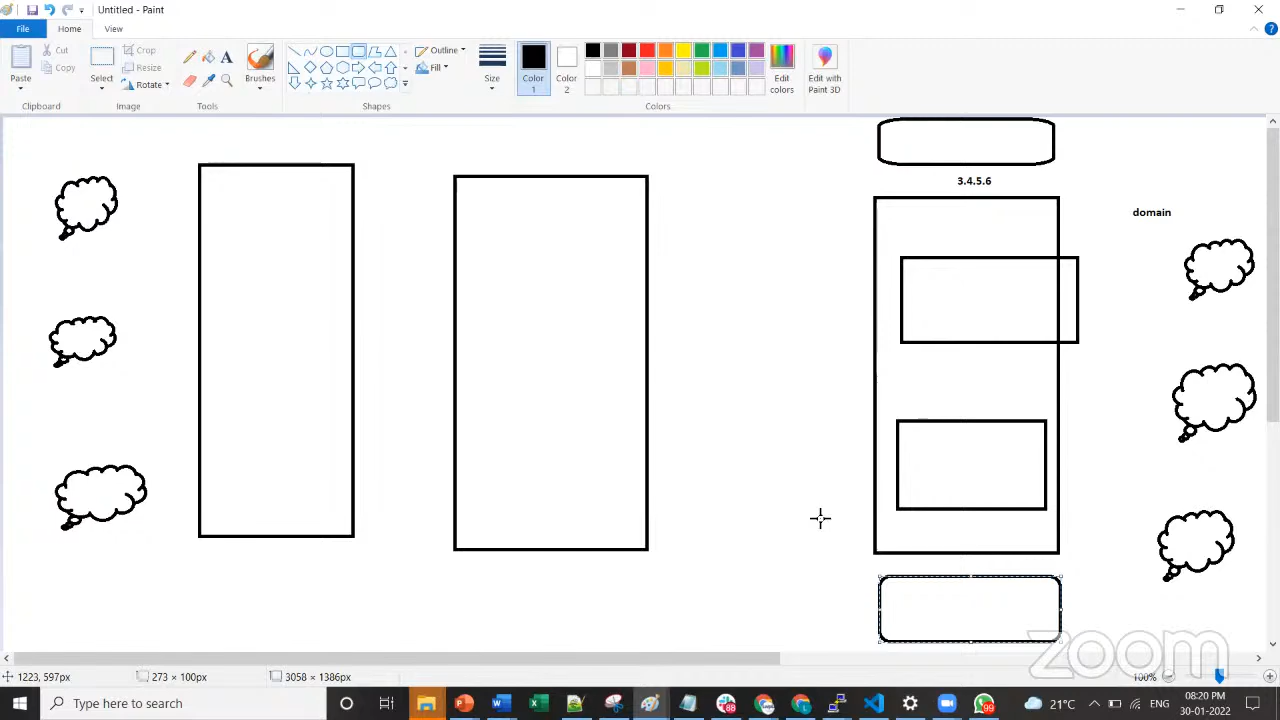 Untitled - Paint
File
Home
View
Paste
Cut
Copy
Clipboard
Select
Crop
Resize
Rotate
Image
Tools
Brushes
Shapes
Outline
Fill
Size
Color 1
Color 2
Colors
Edit colors
Edit with Paint 3D
3.4.5.6
domain
zoom
1223, 597px
273 × 100px
3058 × 1386px
100%
Type here to search
88
99
21°C
ENG
08:20 PM
30-01-2022